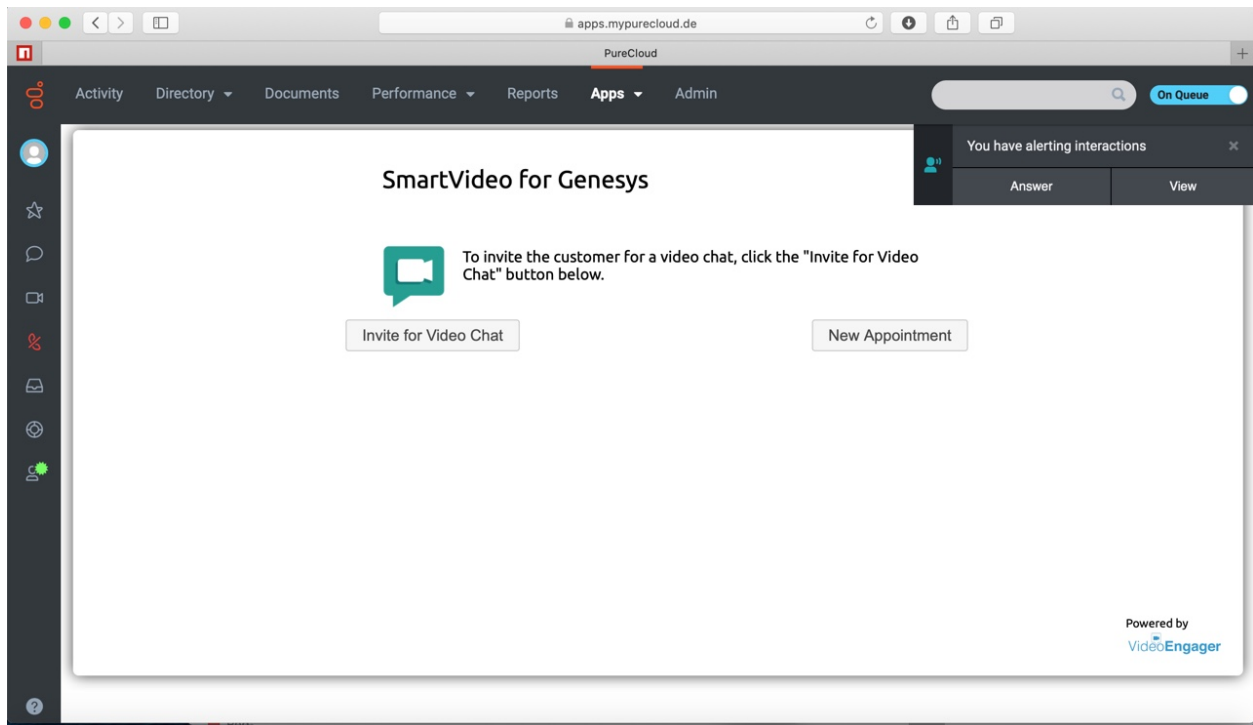 apps.mypurecloud.de
PureCloud
Activity Directory Documents Performance Reports Apps Admin On Queue
You have alerting interactions
Answer View
SmartVideo for Genesys
To invite the customer for a video chat, click the "Invite for Video
Chat" button below.
Invite for Video Chat New Appointment
Powered by
VideoEngager